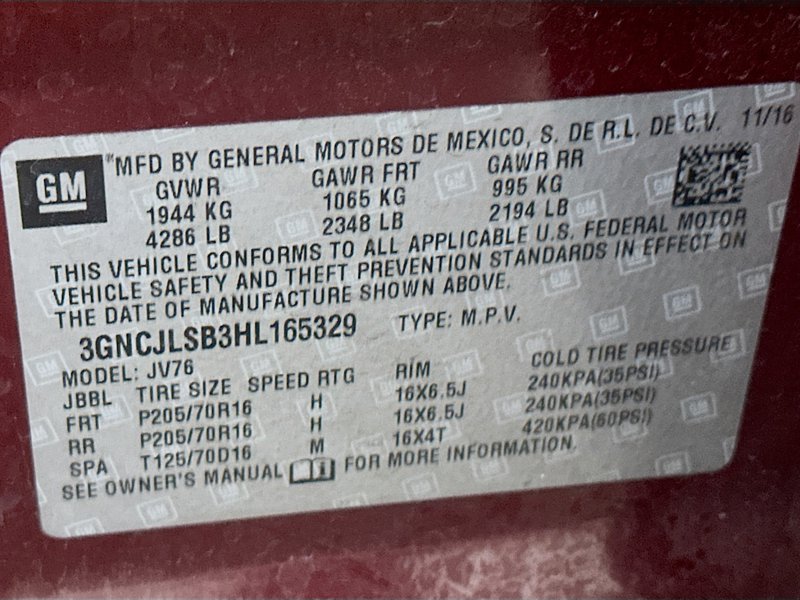 GM "MFD BY GENERAL MOTORS DE MEXICO, S. DE R.L. DE C.V. 11/16
GVWR GAWR FRT GAWR RR
1944 KG 1065 KG 995 KG
4286 LB 2348 LB 2194 LB
THIS VEHICLE CONFORMS TO ALL APPLICABLE U.S. FEDERAL MOTOR
VEHICLE SAFETY AND THEFT PREVENTION STANDARDS IN EFFECT ON
THE DATE OF MANUFACTURE SHOWN ABOVE.
3GNCJLSB3HL165329 TYPE: M.P.V.
MODEL: JV76
JBBL TIRE SIZE SPEED RTG RIM COLD TIRE PRESSURE
FRT P205/70R16 H 16X6.5J 240KPA(35PSI)
RR P205/70R16 H 16X6.5J 240KPA(35PSI)
SPA T125/70D16 M 16X4T 420KPA(60PSI)
SEE OWNER'S MANUAL FOR MORE INFORMATION.